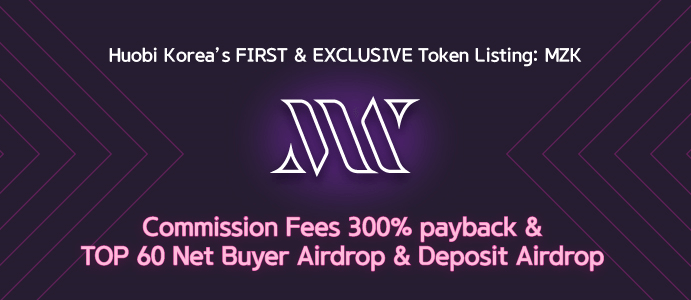 Huobi Korea's FIRST & EXCLUSIVE Token Listing: MZK
Commission Fees 300% payback &
TOP 60 Net Buyer Airdrop & Deposit Airdrop